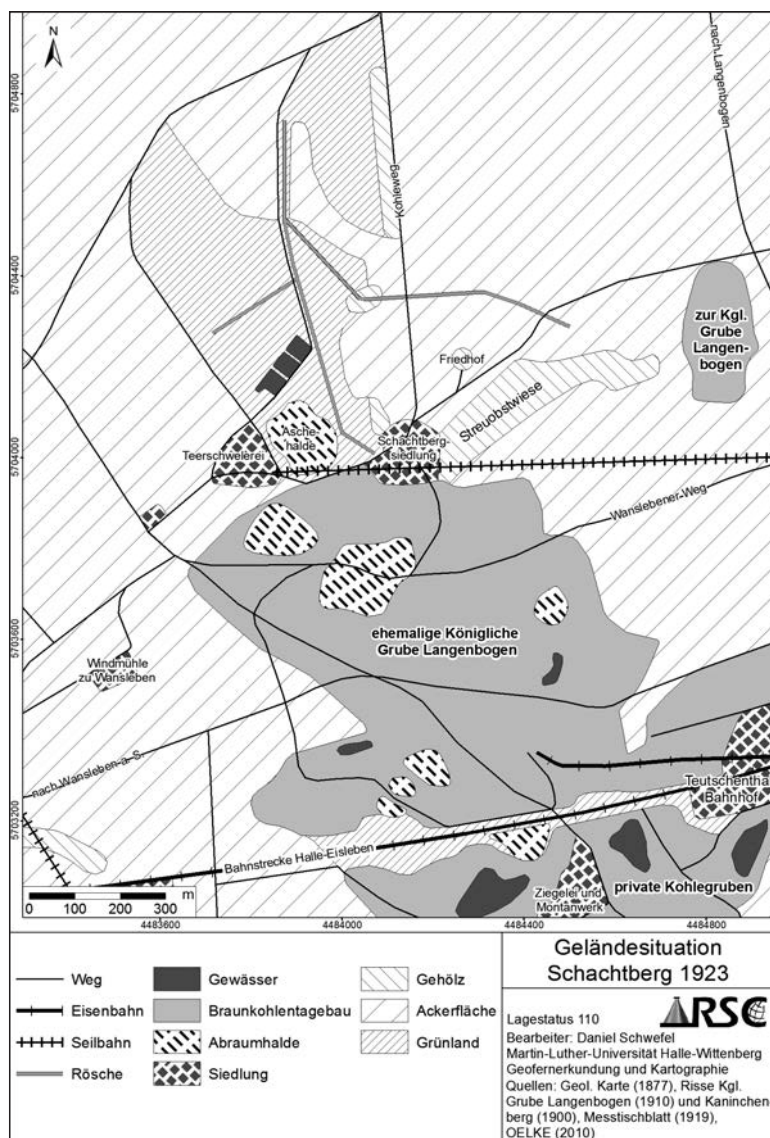 N
nach Langenbogen
5704800
Kohleweg
5704400
zur Kgl.
Grube
Langen-
bogen
Friedhof
Streuobstwiese
Asche-
halde
Schachtberg-
siedlung
Teerschwelerei
5704000
Wanslebener-Weg
ehemalige Königliche
Grube Langenbogen
5703600
Windmühle
zu Wansleben
nach Wansleben a. S.
Teutschenthal
Bahnhof
5703200
Bahnstrecke Halle-Eisleben
Ziegelei und
Montanwerk
private Kohlegruben
m
0 100 200 300
4483600
4484000
4484400
4484800
Weg
Eisenbahn
Seilbahn
Rösche
Gewässer
Braunkohlentagebau
Abraumhalde
Siedlung
Gehölz
Ackerfläche
Grünland
Geländesituation
Schachtberg 1923
Lagestatus 110
RSC
Bearbeiter: Daniel Schwefel
Martin-Luther-Universität Halle-Wittenberg
Geofernerkundung und Kartographie
Quellen: Geol. Karte (1877), Risse Kgl.
Grube Langenbogen (1910) und Kaninchen-
berg (1900), Messtischblatt (1919),
OELKE (2010)